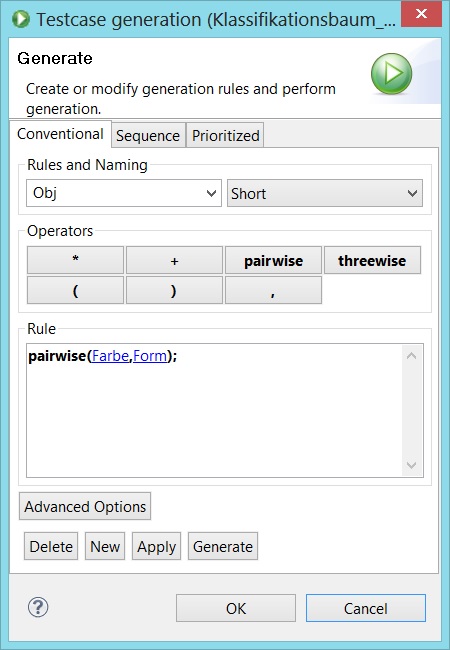 Testcase generation (Klassifikationsbaum_...
Generate
Create or modify generation rules and perform
generation.
Conventional Sequence Prioritized
Rules and Naming
Obj Short
Operators
* + pairwise threewise
( ) ,
Rule
pairwise(Farbe,Form);
Advanced Options
Delete New Apply Generate
? OK Cancel